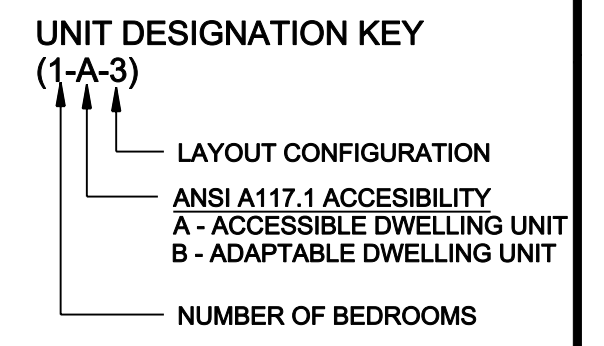 UNIT DESIGNATION KEY
(1-A-3)
LAYOUT CONFIGURATION
ANSI A117.1 ACCESIBILITY
A - ACCESSIBLE DWELLING UNIT
B - ADAPTABLE DWELLING UNIT
NUMBER OF BEDROOMS